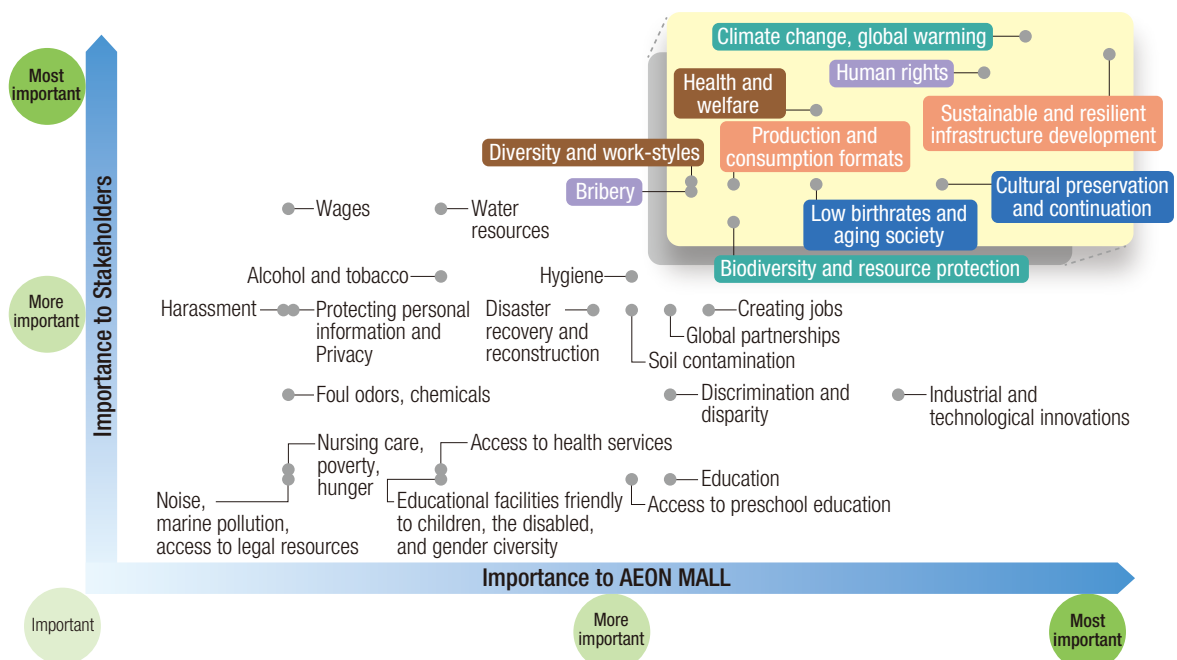 Most
important
More
important
Important
Importance to Stakeholders
Climate change, global warming
Human rights
Health and
welfare
Sustainable and resilient
infrastructure development
Production and
consumption formats
Diversity and work-styles
Bribery
Cultural preservation
and continuation
Low birthrates and
aging society
Biodiversity and resource protection
Wages
Water
resources
Alcohol and tobacco
Hygiene
Harassment
Protecting personal
information and
Privacy
Disaster
recovery and
reconstruction
Creating jobs
Global partnerships
Soil contamination
Foul odors, chemicals
Discrimination and
disparity
Industrial and
technological innovations
Nursing care,
poverty,
hunger
Access to health services
Noise,
marine pollution,
access to legal resources
Educational facilities friendly
to children, the disabled,
and gender civersity
Education
Access to preschool education
Importance to AEON MALL
More
important
Most
important